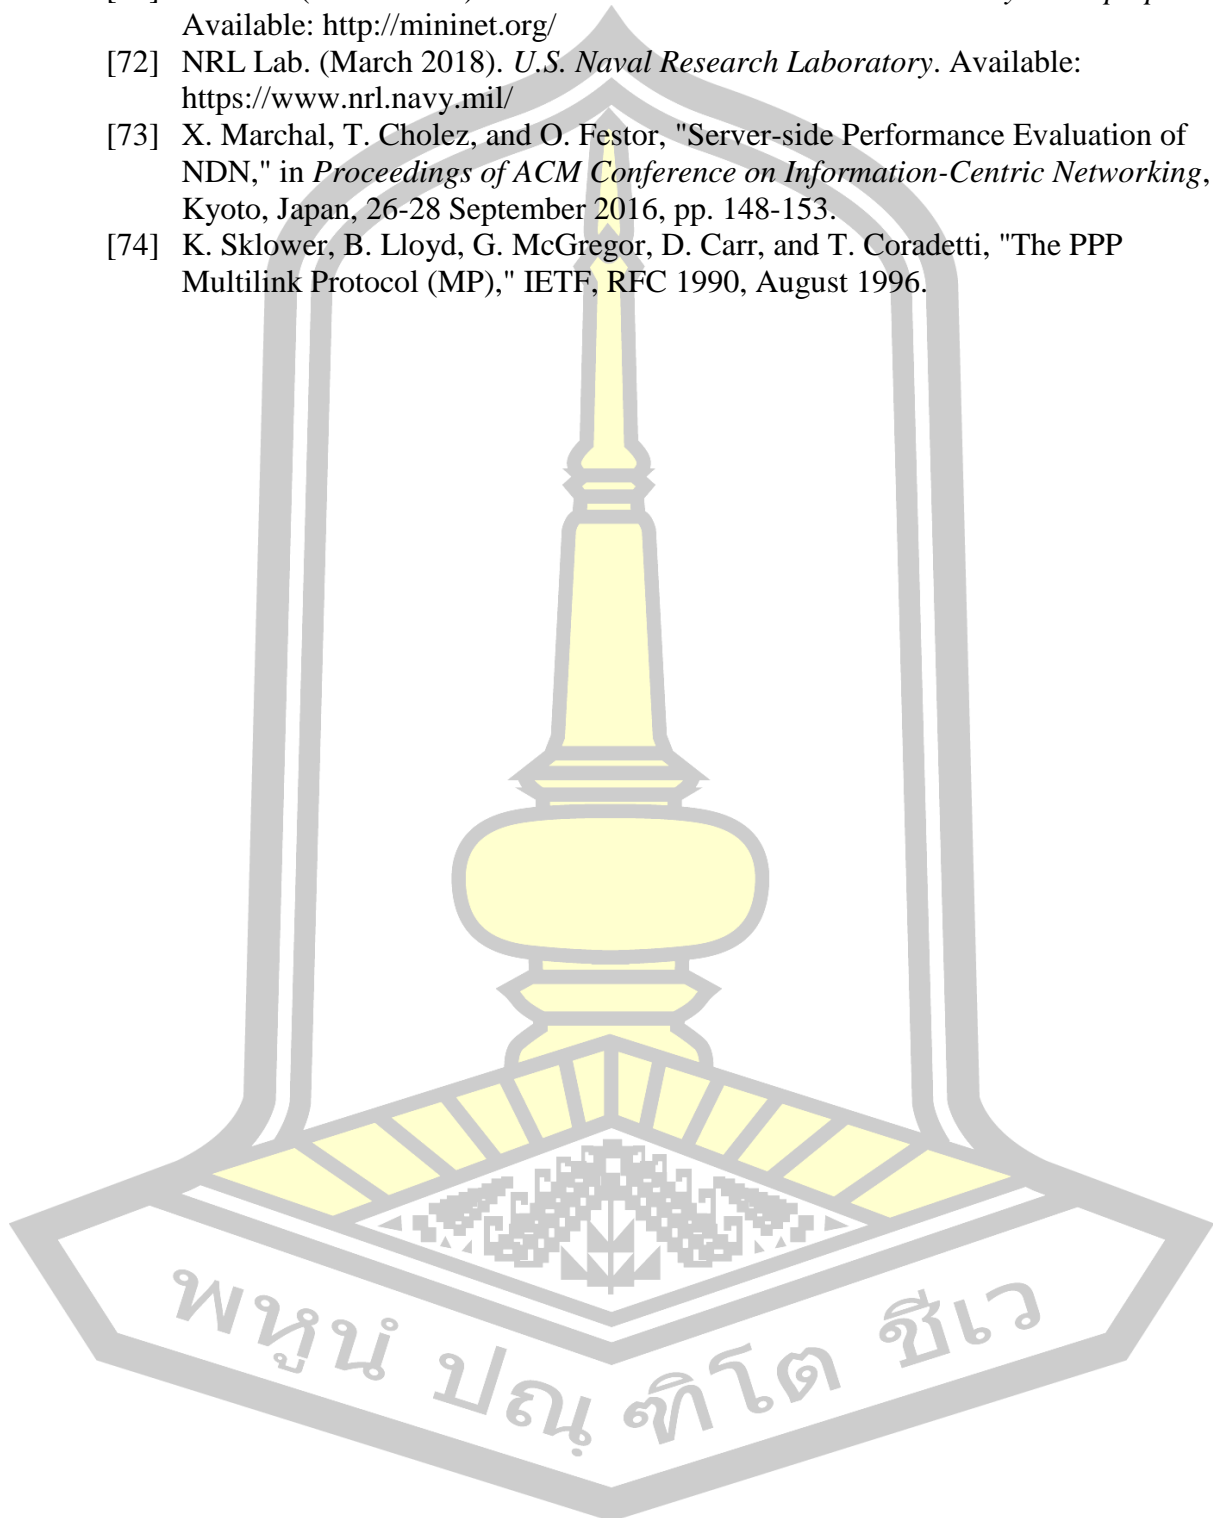 Available: http://mininet.org/
[72] NRL Lab. (March 2018). U.S. Naval Research Laboratory. Available:
https://www.nrl.navy.mil/
[73] X. Marchal, T. Cholez, and O. Festor, "Server-side Performance Evaluation of
NDN," in Proceedings of ACM Conference on Information-Centric Networking,
Kyoto, Japan, 26-28 September 2016, pp. 148-153.
[74] K. Sklower, B. Lloyd, G. McGregor, D. Carr, and T. Coradetti, "The PPP
Multilink Protocol (MP)," IETF, RFC 1990, August 1996.
พหูนํ ปณฺฑิโต ชีเว